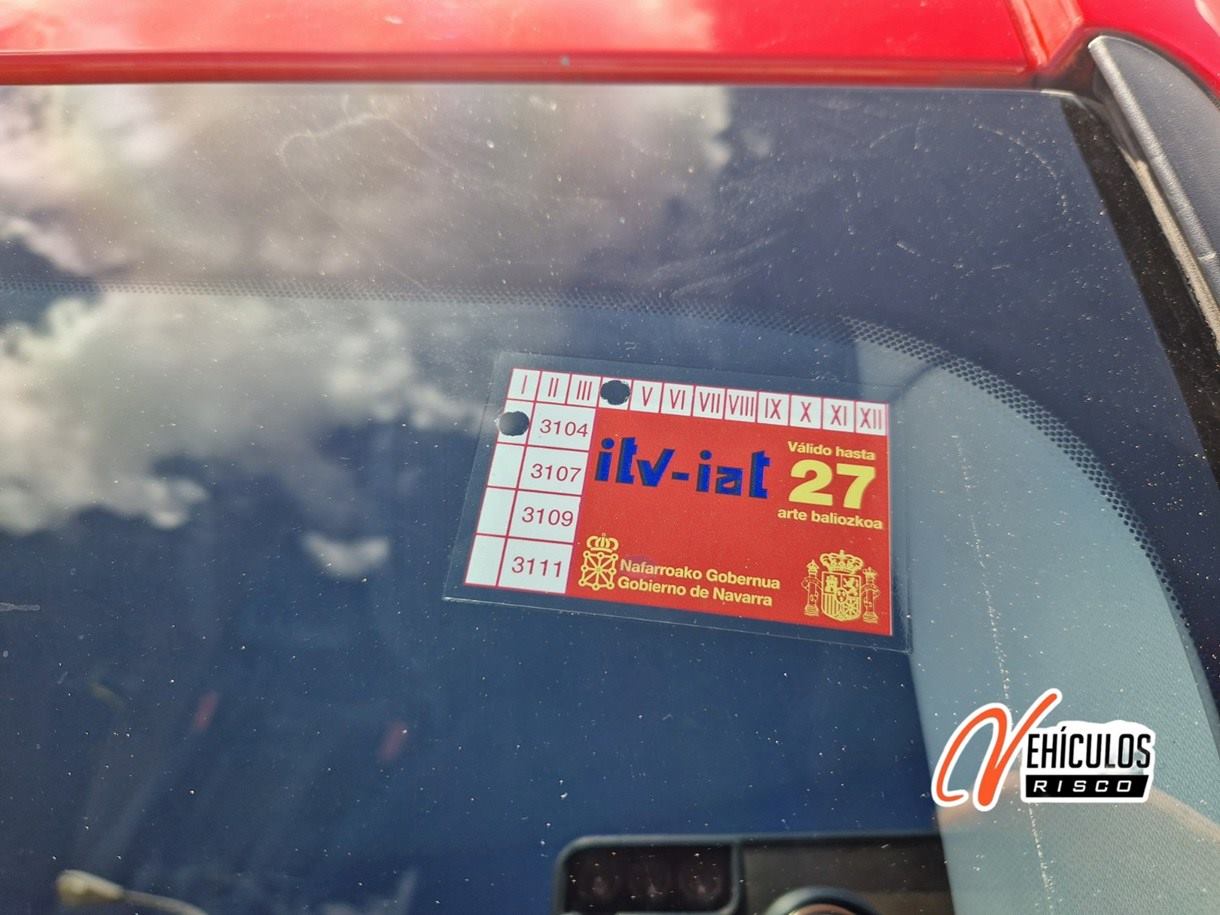 I II III V VI VII VIII IX X XI XII
3104
3107
3109
3111
itv-iat
Válido hasta
27
arte baliozkoa
Nafarroako Gobernua
Gobierno de Navarra
VEHÍCULOS
RISCO